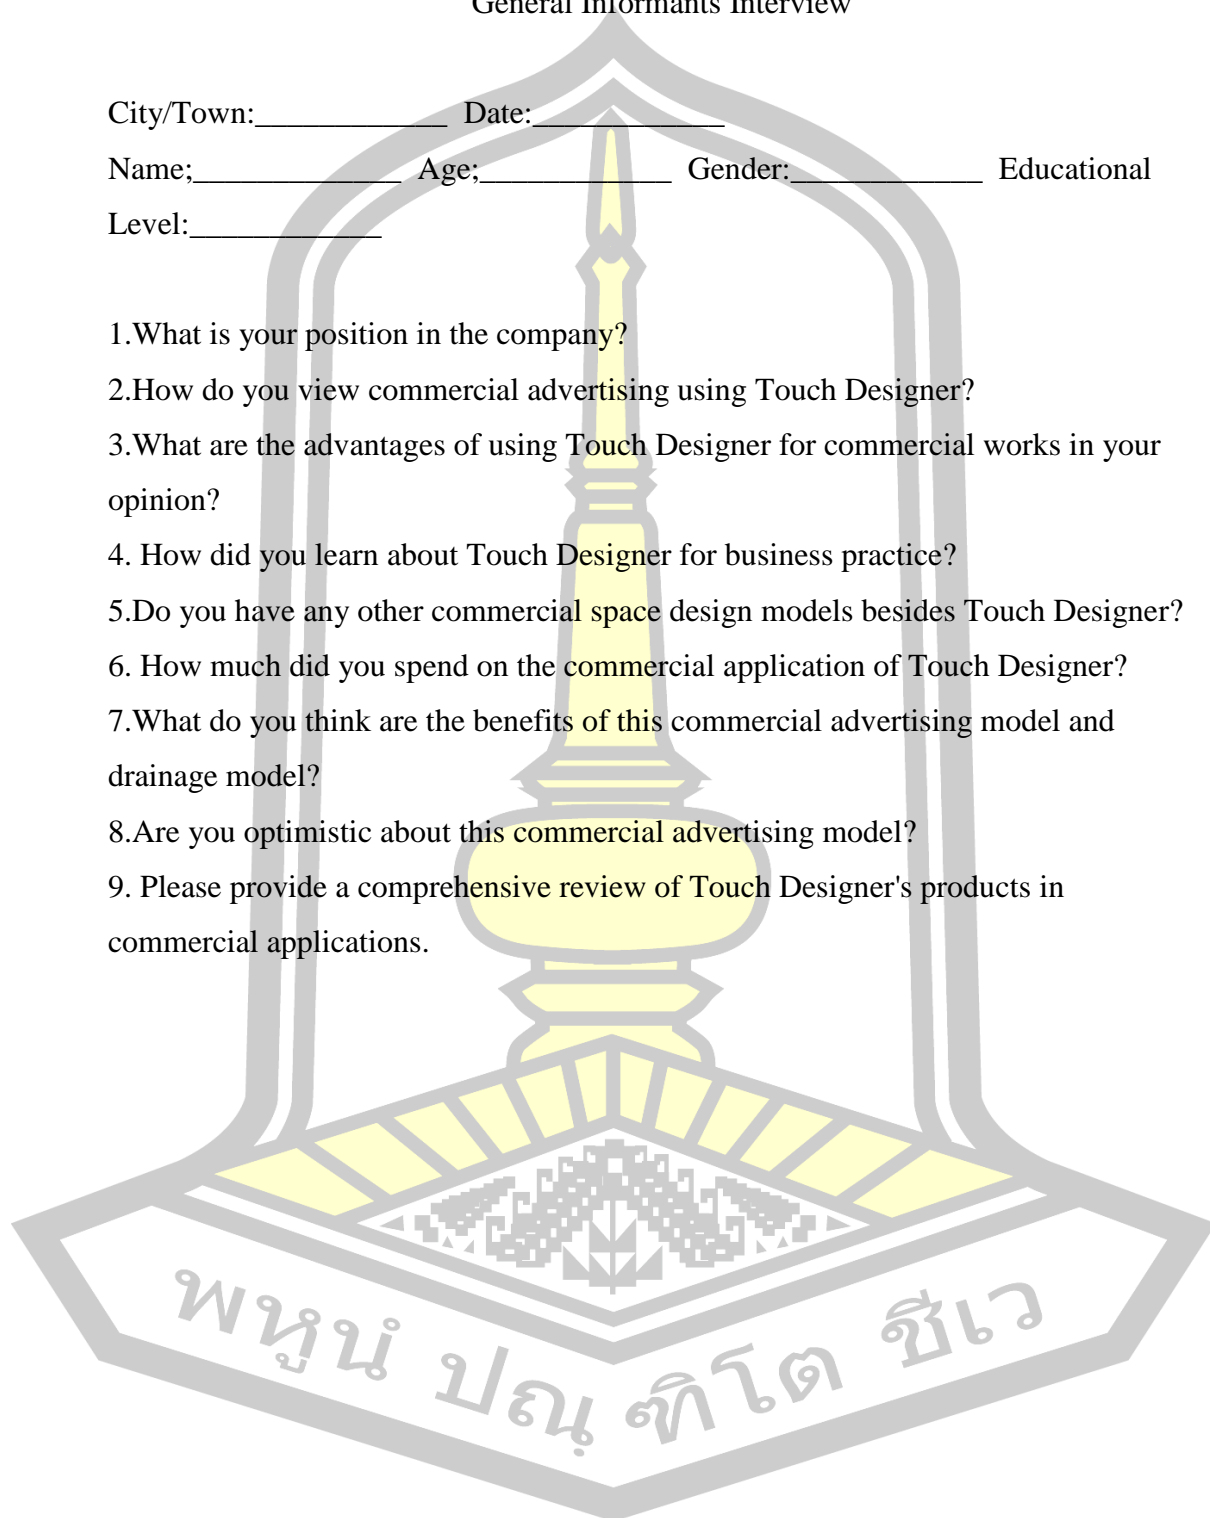 General Informants Interview
City/Town:____________ Date:____________
Name;_____________ Age;____________ Gender:____________ Educational
Level:____________
1.What is your position in the company?
2.How do you view commercial advertising using Touch Designer?
3.What are the advantages of using Touch Designer for commercial works in your
opinion?
4. How did you learn about Touch Designer for business practice?
5.Do you have any other commercial space design models besides Touch Designer?
6. How much did you spend on the commercial application of Touch Designer?
7.What do you think are the benefits of this commercial advertising model and
drainage model?
8.Are you optimistic about this commercial advertising model?
9. Please provide a comprehensive review of Touch Designer's products in
commercial applications.
พหูนํ ปณฺฑิโต ชีเว